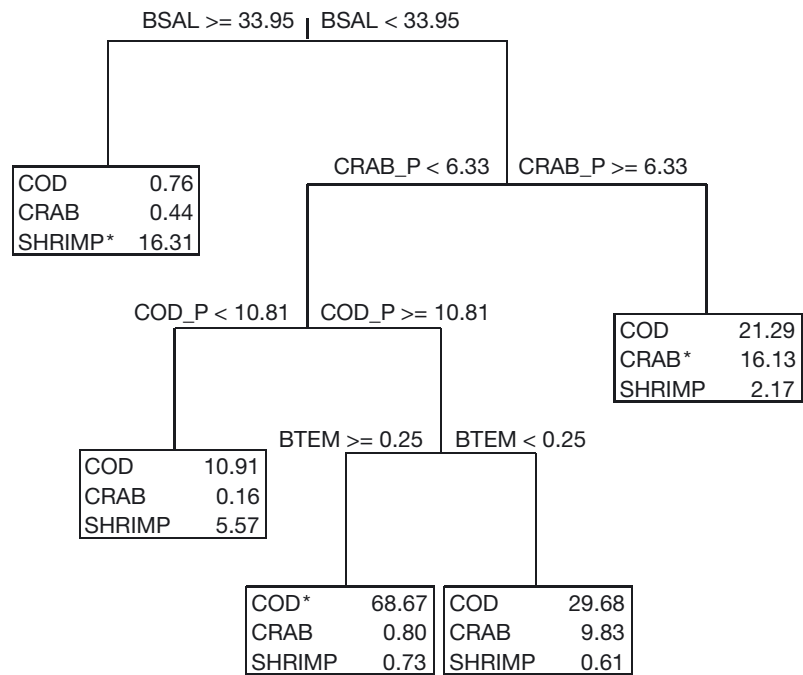 BSAL >= 33.95 BSAL < 33.95
CRAB_P < 6.33 CRAB_P >= 6.33
COD 0.76
CRAB 0.44
SHRIMP* 16.31
COD_P < 10.81 COD_P >= 10.81
COD 21.29
CRAB* 16.13
SHRIMP 2.17
BTEM >= 0.25 BTEM < 0.25
COD 10.91
CRAB 0.16
SHRIMP 5.57
COD* 68.67
CRAB 0.80
SHRIMP 0.73
COD 29.68
CRAB 9.83
SHRIMP 0.61